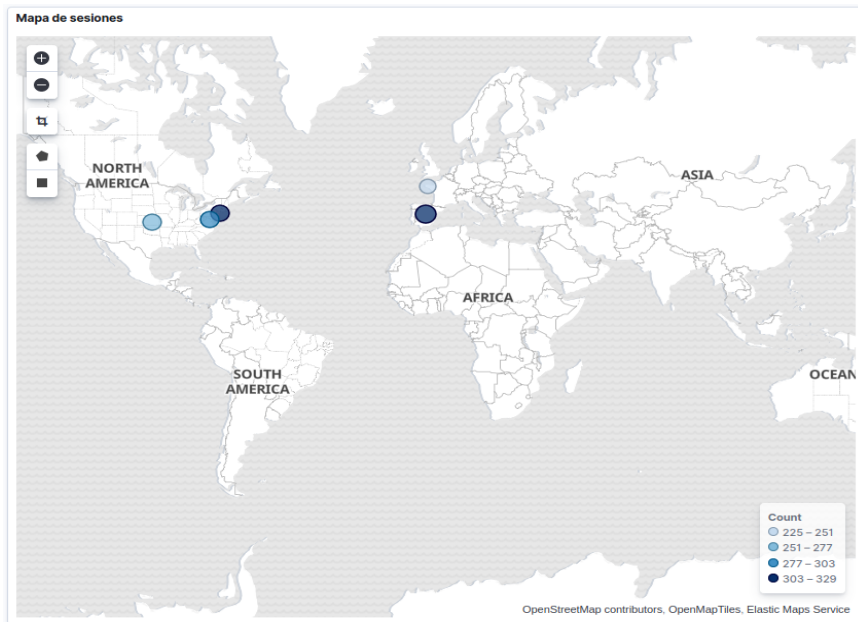 Mapa de sesiones
NORTH
AMERICA
ASIA
AFRICA
SOUTH
AMERICA
OCEAN
Count
225 – 251
251 – 277
277 – 303
303 – 329
OpenStreetMap contributors, OpenMapTiles, Elastic Maps Service